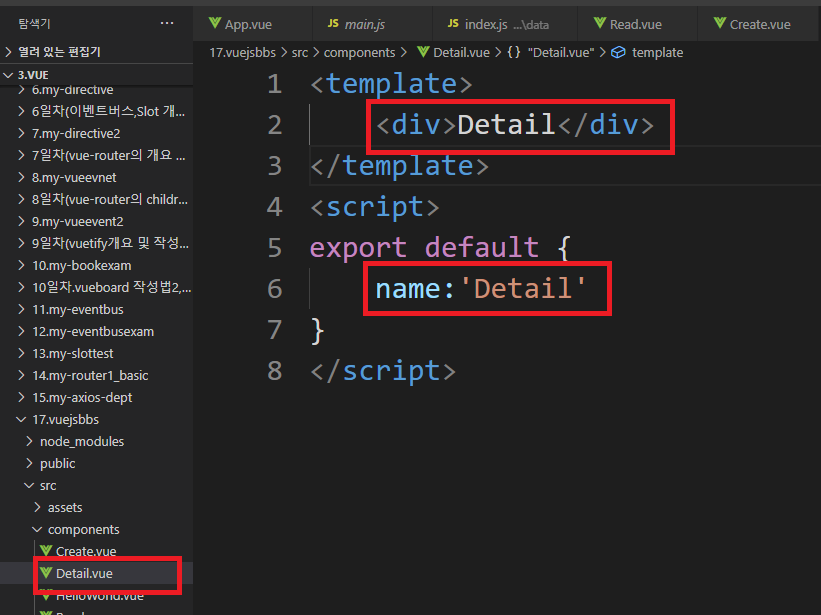 탐색기 ...
App.vue
JS main.js
JS index.js ...\data
Read.vue
Create.vue
> 열려 있는 편집기
17.vuejsbbs > src > components > Detail.vue > {} "Detail.vue" > template
3.VUE
> 6.my-directive
> 6일차(이벤트버스,Slot 개...
> 7.my-directive2
> 7일차(vue-router의 개요 ...
> 8.my-vueevnet
> 8일차(vue-router의 childr...
> 9.my-vueevent2
> 9일차(vuetify개요 및 작성...
> 10.my-bookexam
> 10일차.vueboard 작성법2,...
> 11.my-eventbus
> 12.my-eventbusexam
> 13.my-slottest
> 14.my-router1_basic
> 15.my-axios-dept
17.vuejsbbs
> node_modules
> public
src
> assets
components
Create.vue
Detail.vue
HelloWorld.vue
1 <template>
2 <div>Detail</div>
3 </template>
4 <script>
5 export default {
6 name:'Detail'
7 }
8 </script>